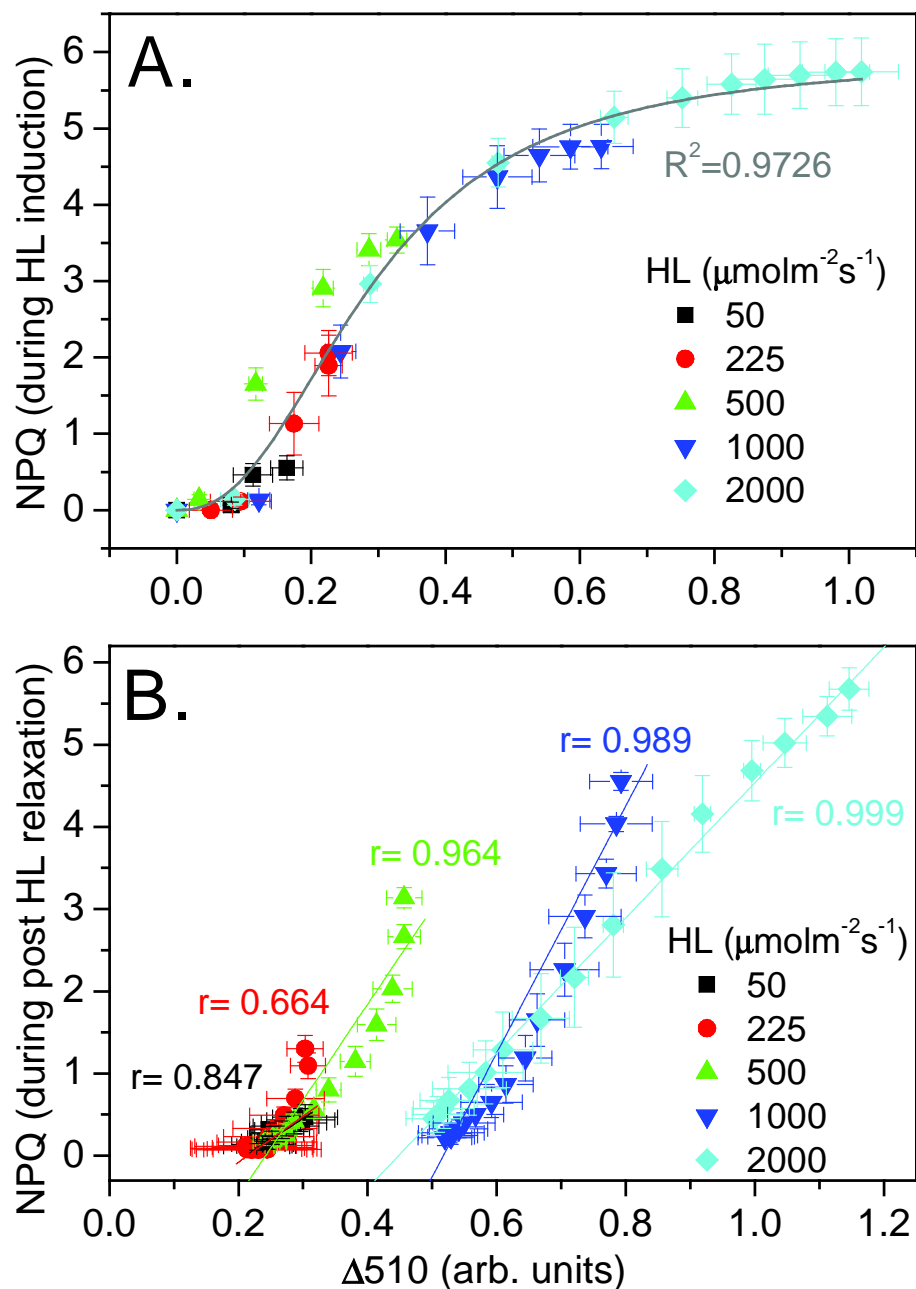 A.
NPQ (during HL induction)
6
5
4
3
2
1
0
R²=0.9726
HL (μmolm⁻²s⁻¹)
50
225
500
1000
2000
0.0 0.2 0.4 0.6 0.8 1.0
B.
NPQ (during post HL relaxation)
6
5
4
3
2
1
0
r= 0.989
r= 0.999
r= 0.964
r= 0.664
r= 0.847
HL (μmolm⁻²s⁻¹)
50
225
500
1000
2000
0.0 0.2 0.4 0.6 0.8 1.0 1.2
Δ510 (arb. units)